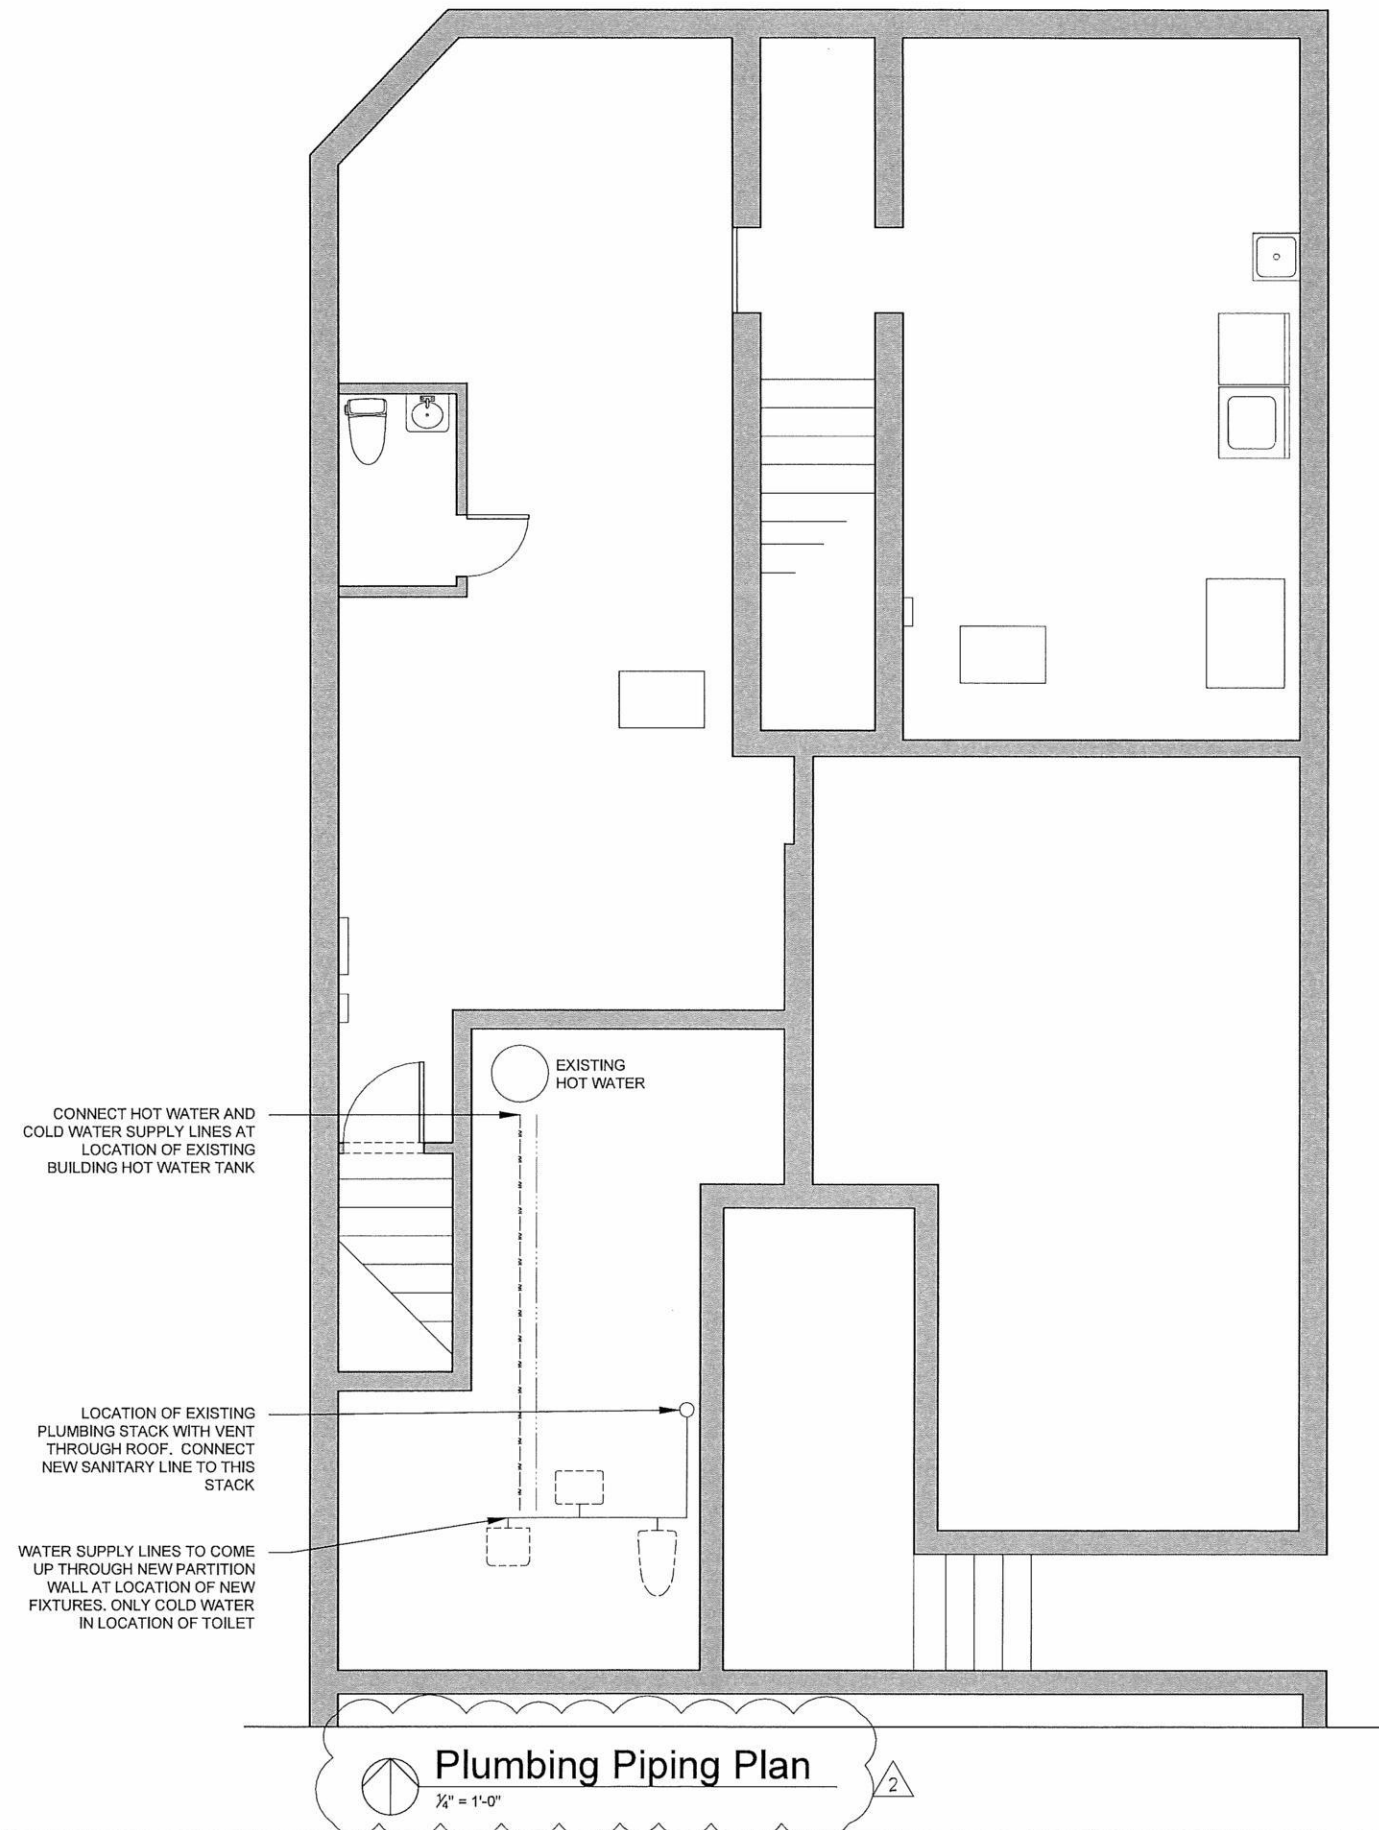 EXISTING
HOT WATER
CONNECT HOT WATER AND
COLD WATER SUPPLY LINES AT
LOCATION OF EXISTING
BUILDING HOT WATER TANK
LOCATION OF EXISTING
PLUMBING STACK WITH VENT
THROUGH ROOF. CONNECT
NEW SANITARY LINE TO THIS
STACK
WATER SUPPLY LINES TO COME
UP THROUGH NEW PARTITION
WALL AT LOCATION OF NEW
FIXTURES. ONLY COLD WATER
IN LOCATION OF TOILET
Plumbing Piping Plan
2
¼" = 1'-0"